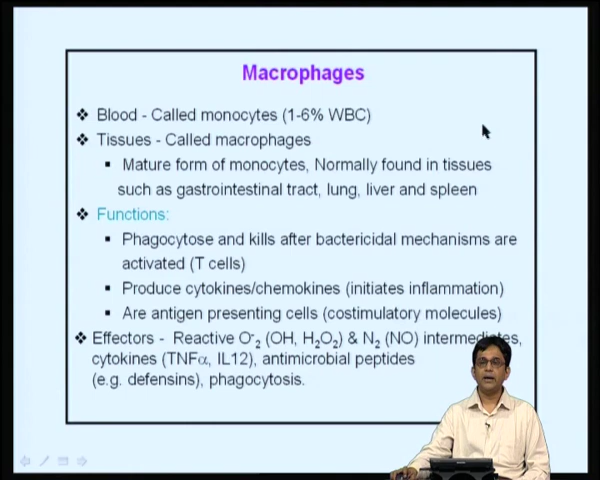 Macrophages
❖ Blood - Called monocytes (1-6% WBC)
❖ Tissues - Called macrophages
▪ Mature form of monocytes, Normally found in tissues
such as gastrointestinal tract, lung, liver and spleen
❖ Functions:
▪ Phagocytose and kills after bactericidal mechanisms are
activated (T cells)
▪ Produce cytokines/chemokines (initiates inflammation)
▪ Are antigen presenting cells (costimulatory molecules)
❖ Effectors - Reactive O⁻₂ (OH, H₂O₂) & N₂ (NO) intermediates,
cytokines (TNFα, IL12), antimicrobial peptides
(e.g. defensins), phagocytosis.